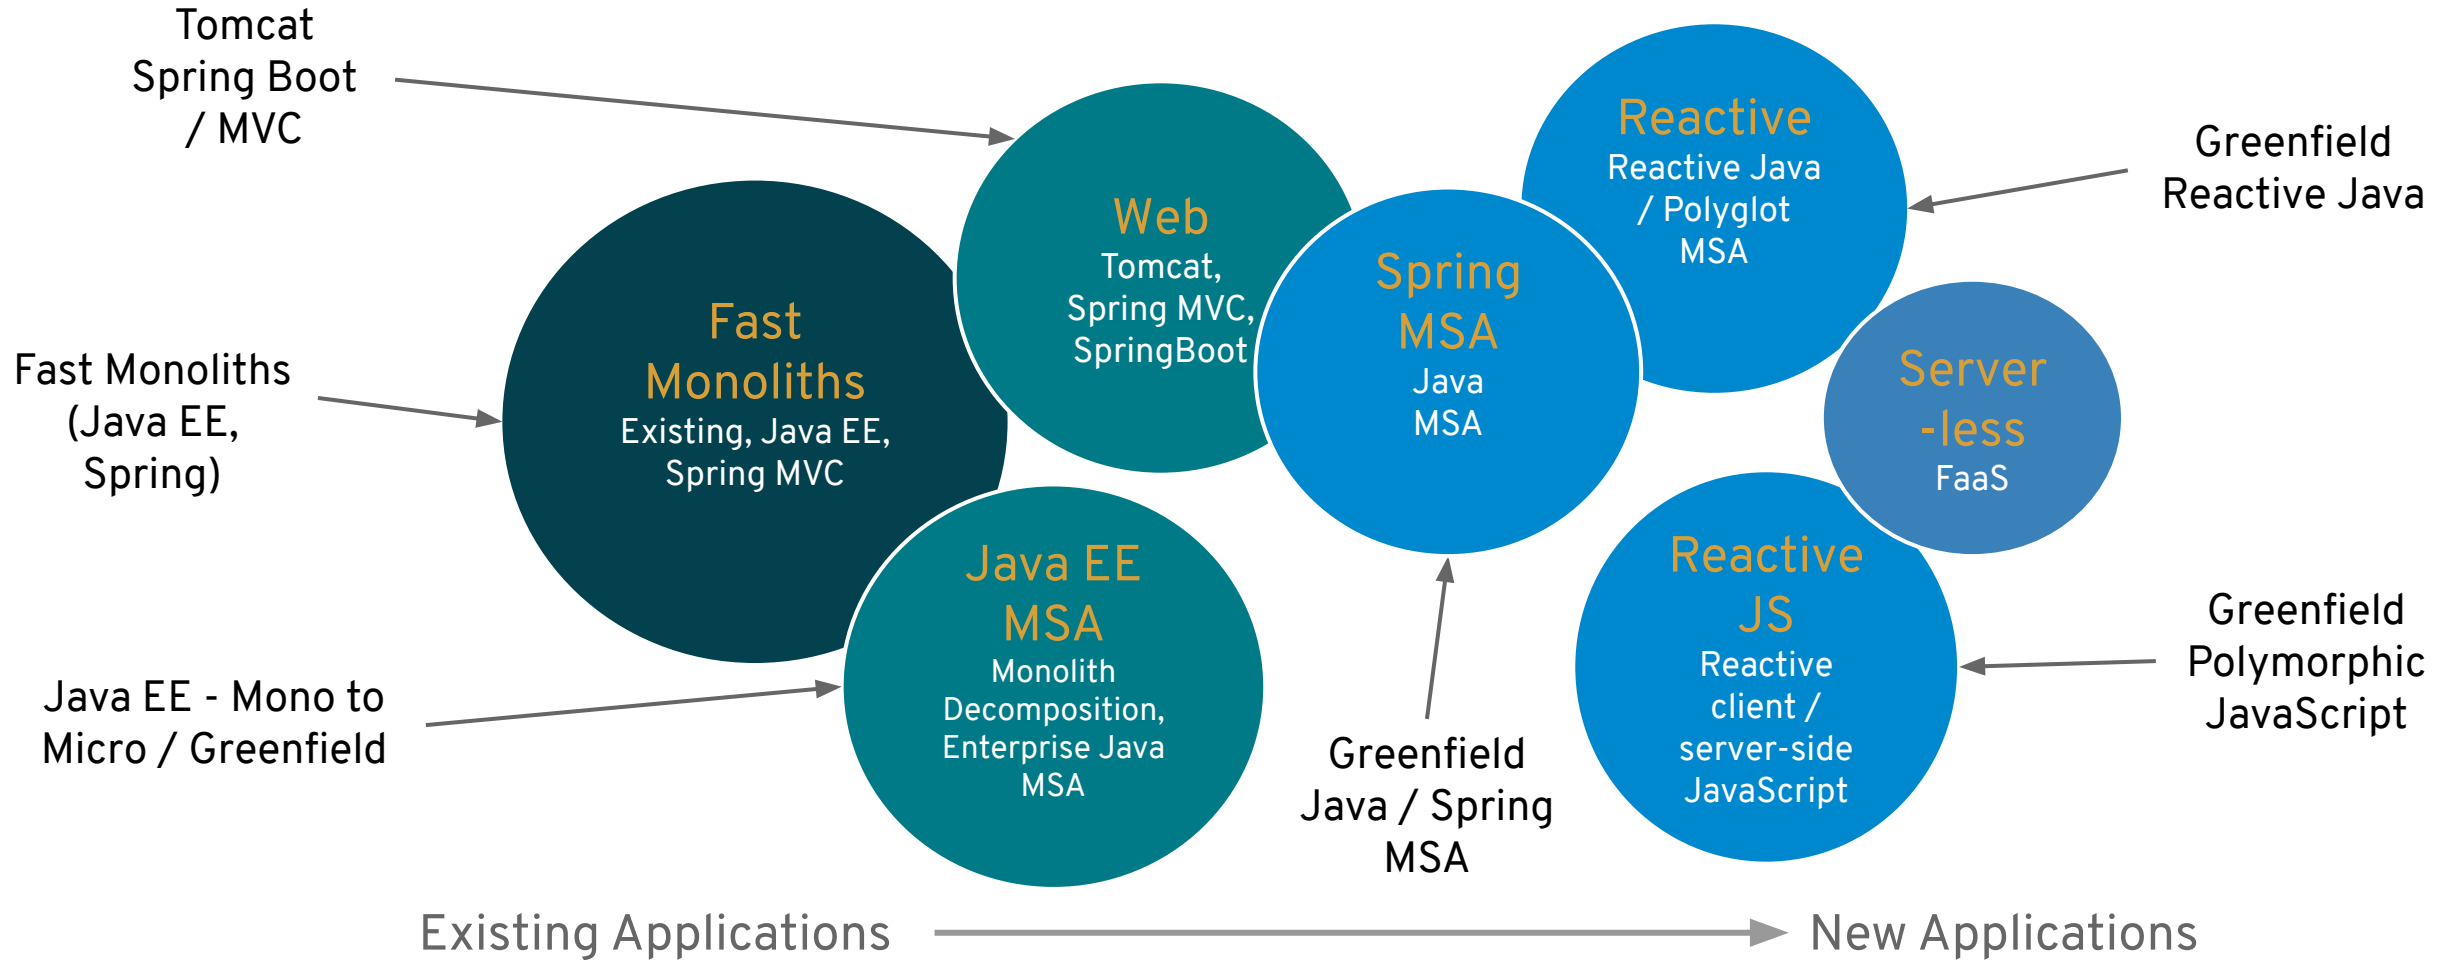 Tomcat
Spring Boot
/ MVC
Fast Monoliths
(Java EE,
Spring)
Java EE - Mono to
Micro / Greenfield
Fast
Monoliths
Existing, Java EE,
Spring MVC
Web
Tomcat,
Spring MVC,
SpringBoot
Java EE
MSA
Monolith
Decomposition,
Enterprise Java
MSA
Spring
MSA
Java
MSA
Greenfield
Java / Spring
MSA
Reactive
Reactive Java
/ Polyglot
MSA
Server
-less
FaaS
Reactive
JS
Reactive
client /
server-side
JavaScript
Greenfield
Reactive Java
Greenfield
Polymorphic
JavaScript
Existing Applications
New Applications